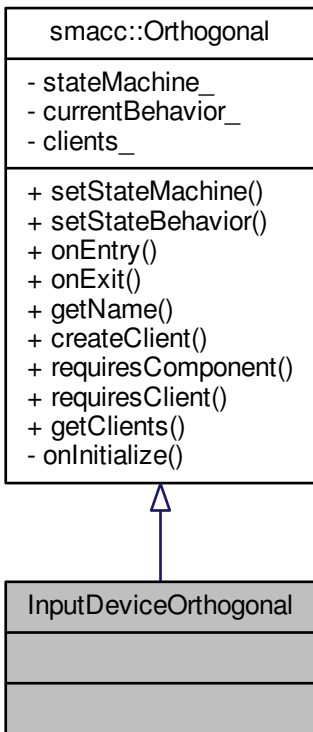 smacc::Orthogonal
- stateMachine_
- currentBehavior_
- clients_
+ setStateMachine()
+ setStateBehavior()
+ onEntry()
+ onExit()
+ getName()
+ createClient()
+ requiresComponent()
+ requiresClient()
+ getClients()
- onInitialize()
InputDeviceOrthogonal